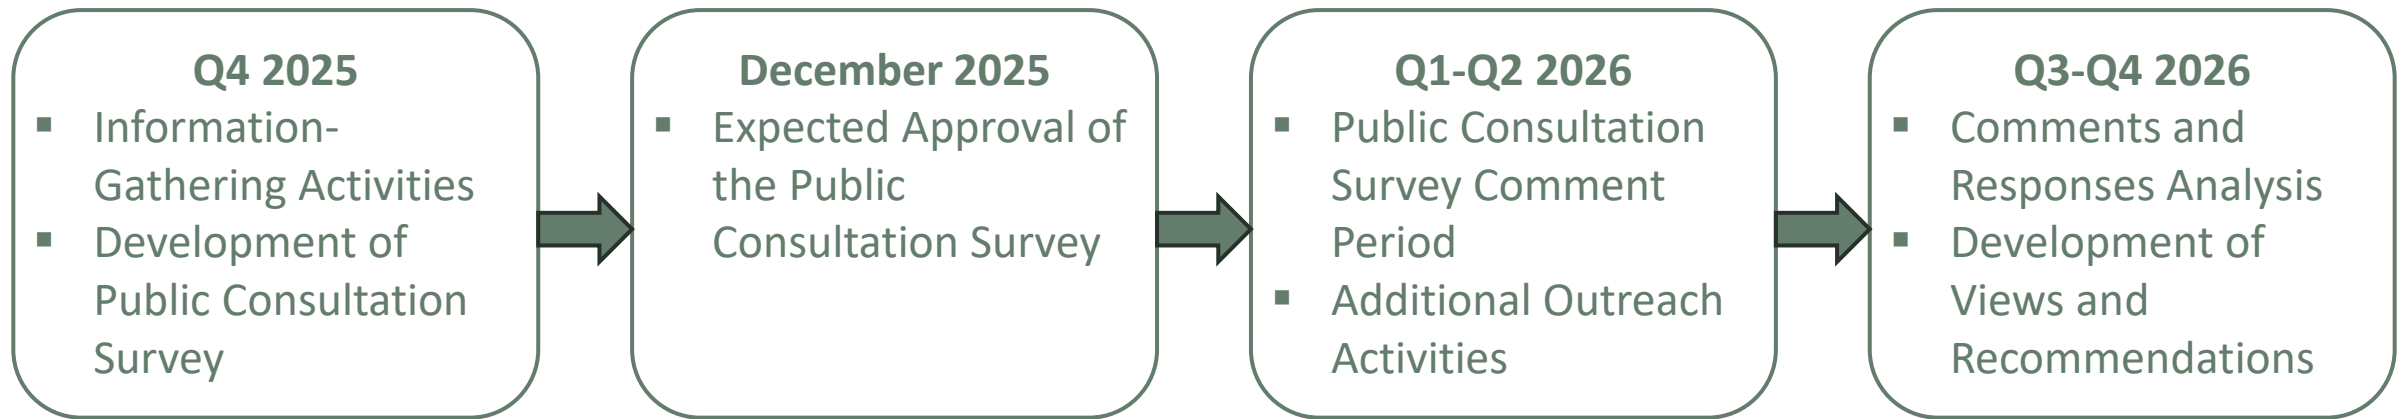 Q4 2025
▪ Information-
Gathering Activities
▪ Development of
Public Consultation
Survey
December 2025
▪ Expected Approval of
the Public
Consultation Survey
Q1-Q2 2026
▪ Public Consultation
Survey Comment
Period
▪ Additional Outreach
Activities
Q3-Q4 2026
▪ Comments and
Responses Analysis
▪ Development of
Views and
Recommendations